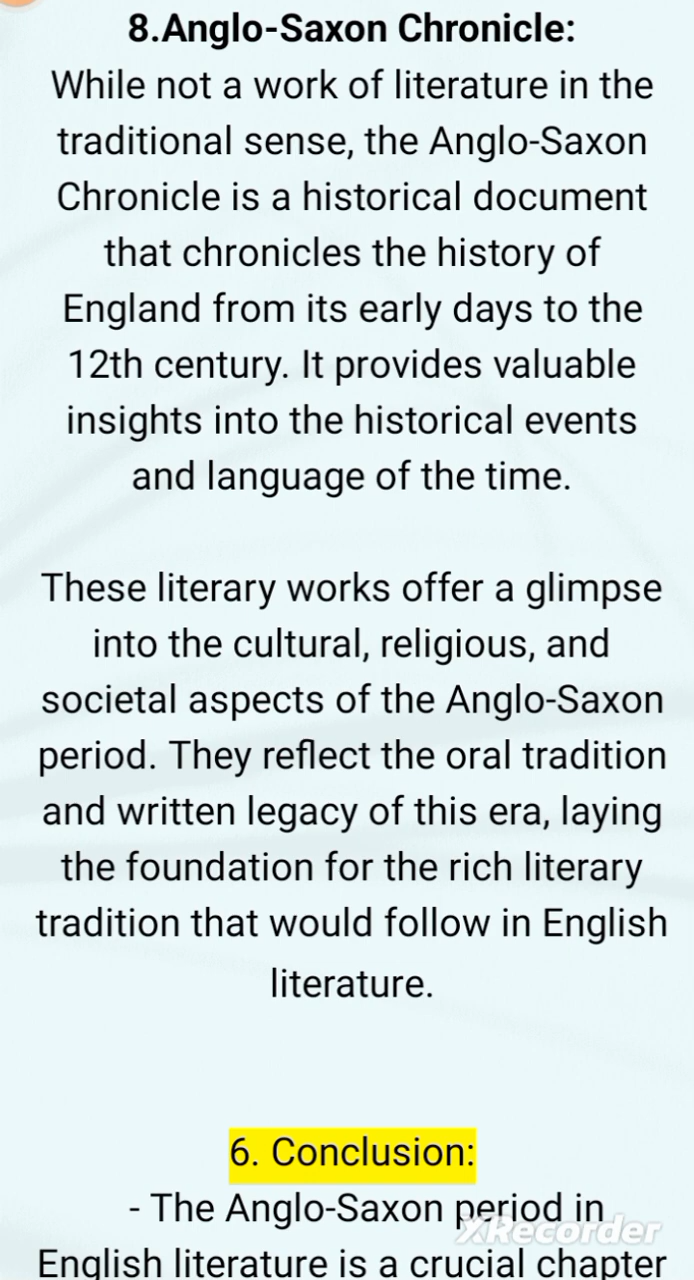 8.Anglo-Saxon Chronicle:
While not a work of literature in the
traditional sense, the Anglo-Saxon
Chronicle is a historical document
that chronicles the history of
England from its early days to the
12th century. It provides valuable
insights into the historical events
and language of the time.
These literary works offer a glimpse
into the cultural, religious, and
societal aspects of the Anglo-Saxon
period. They reflect the oral tradition
and written legacy of this era, laying
the foundation for the rich literary
tradition that would follow in English
literature.
6. Conclusion:
- The Anglo-Saxon period in
XRecorder
English literature is a crucial chapter